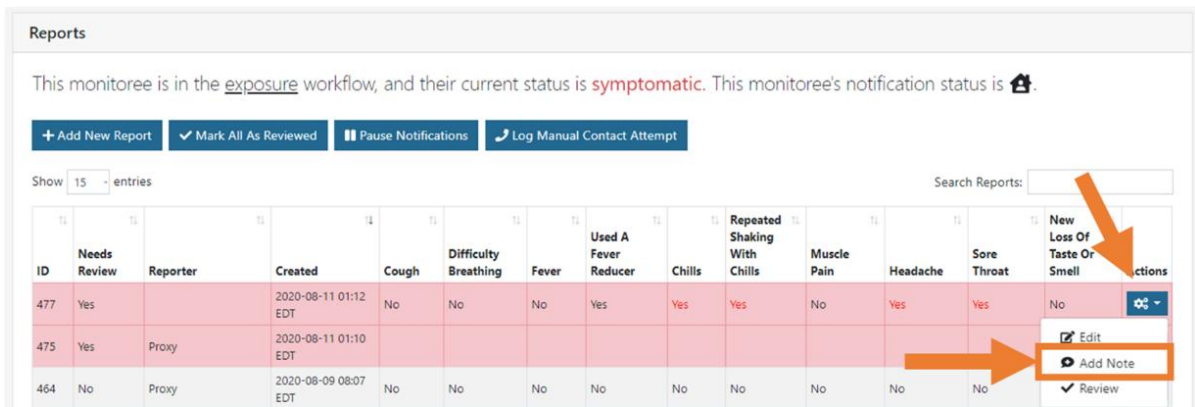 Reports
This monitoree is in the exposure workflow, and their current status is symptomatic. This monitoree's notification status is .
Add New Report Mark All As Reviewed Pause Notifications Log Manual Contact Attempt
Show 15 entries Search Reports:
ID Needs Review Reporter Created Cough Difficulty Breathing Fever Used A Fever Reducer Chills Repeated Shaking With Chills Muscle Pain Headache Sore Throat New Loss Of Taste Or Smell
477 Yes 2020-08-11 01:12 EDT No No No Yes Yes Yes No Yes Yes No
475 Yes Proxy 2020-08-11 01:10 EDT
464 No Proxy 2020-08-09 08:07 EDT No No No No No No No No No
Edit
Add Note
Review